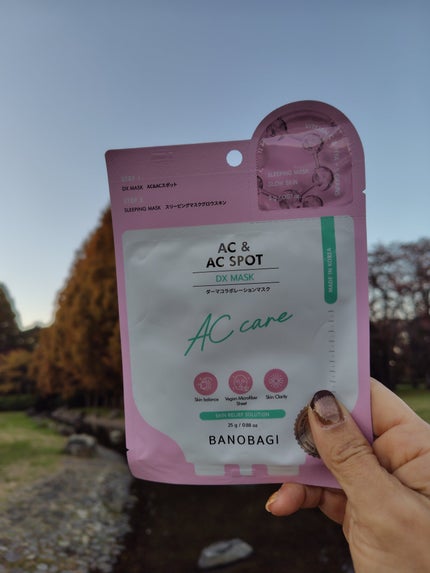 STEP 1
DX MASK AC&ACスポット
STEP 2
SLEEPING MASK スリーピングマスクグロウスキン
SLEEPING MASK
GLOW SKIN
AC &
AC SPOT
DX MASK
ダーマコラボレーションマスク
MADE IN KOREA
AC care
Skin balance
Vegan Microfiber
Sheet
Skin Clarity
SKIN RELIEF SOLUTION
25 g / 0.88 oz
BANOBAGI